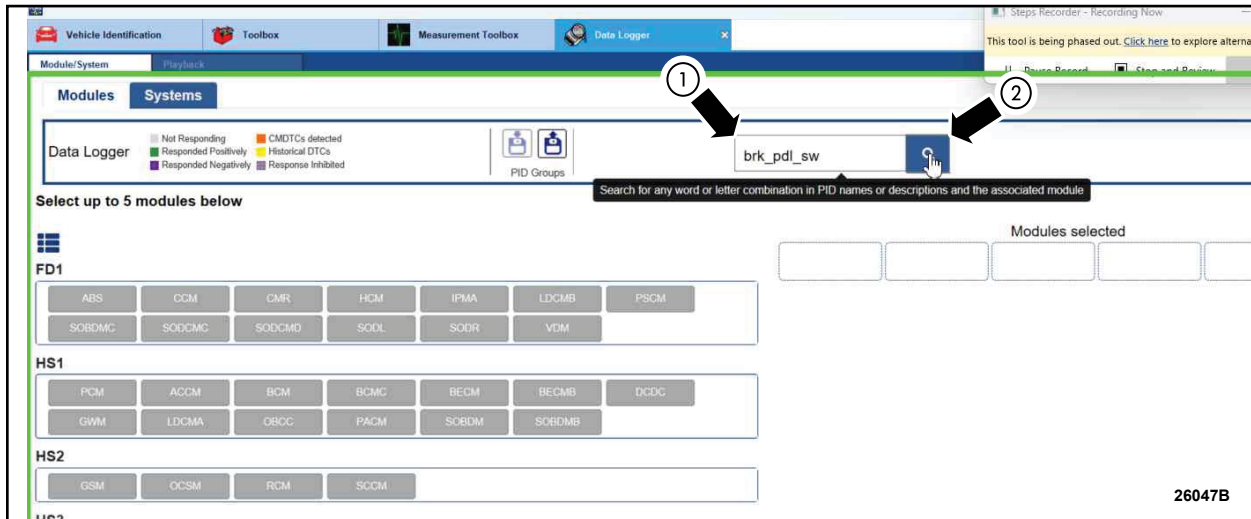 Steps Recorder - Recording Now
Vehicle Identification
Toolbox
Measurement Toolbox
Data Logger
This tool is being phased out. Click here to explore alterna
Module/System
Playback
Pause Record
Stop and Review
1
2
Modules
Systems
Data Logger
Not Responding
CMDTCs detected
Responded Positively
Historical DTCs
Responded Negatively
Response Inhibited
PID Groups
brk_pdl_sw
Search for any word or letter combination in PID names or descriptions and the associated module
Select up to 5 modules below
Modules selected
FD1
ABS CCM CMR HCM IPMA LDCMB PSCM
SOBDMC SODCMC SODCMD SODL SODR VDM
HS1
PCM ACCM BCM BCMC BECM BECMB DCDC
GWM LDCMA OBCC PACM SOBDM SOBDMB
HS2
GSM OCSM RCM SCCM
HS3
26047B